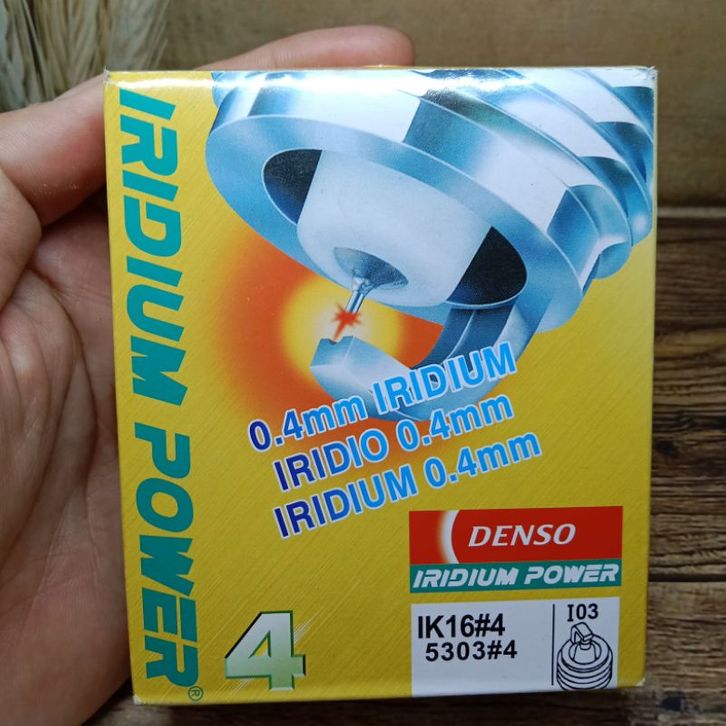 IRIDIUM POWER®
0.4mm IRIDIUM
IRIDIO 0.4mm
IRIDIUM 0.4mm
DENSO
IRIDIUM POWER
4
IK16#4
5303#4
I03